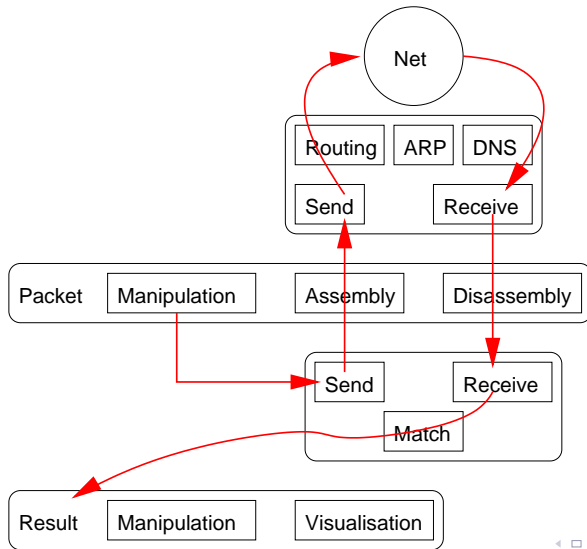 Net
Routing ARP DNS
Send Receive
Packet Manipulation Assembly Disassembly
Send Receive
Match
Result Manipulation Visualisation